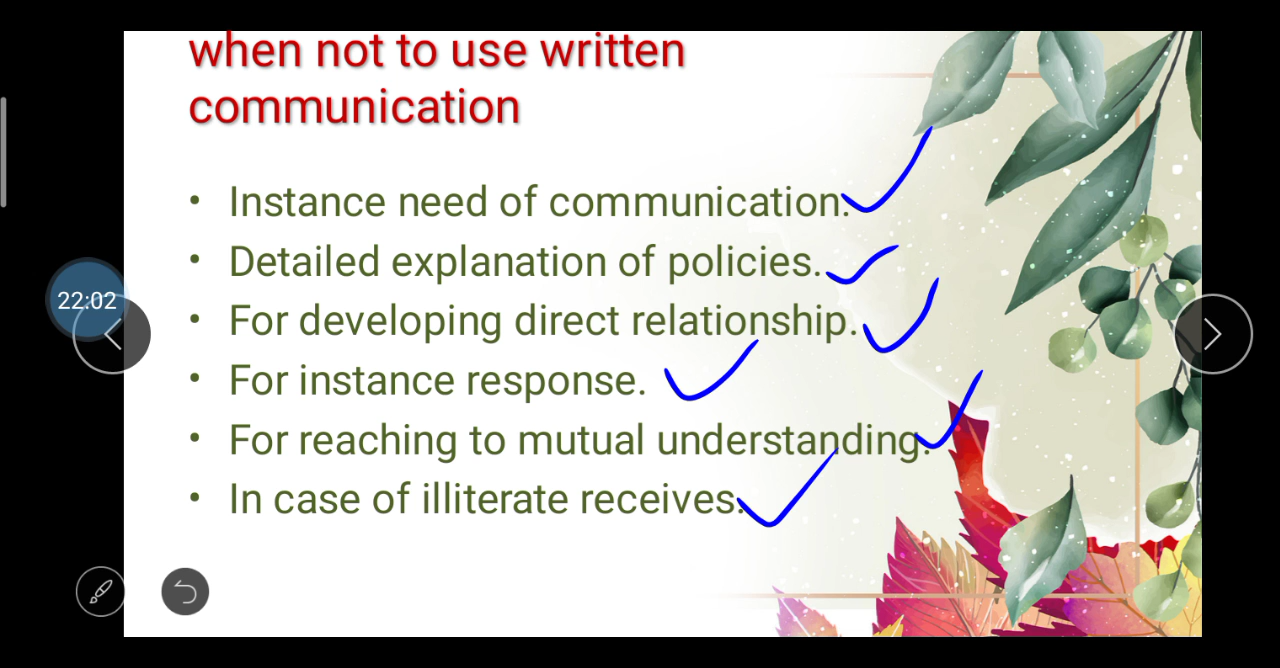 when not to use written
communication
• Instance need of communication.
• Detailed explanation of policies.
• For developing direct relationship.
22:02
• For instance response.
• For reaching to mutual understanding.
• In case of illiterate receives.